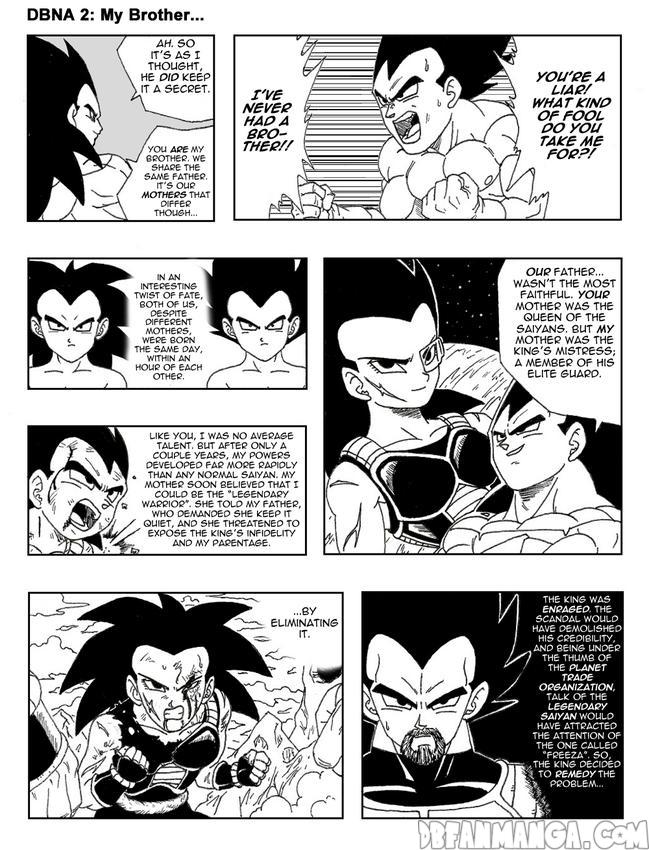 DBNA 2: My Brother...
YOU'RE A
LIAR!
WHAT KIND
OF FOOL
DO YOU
TAKE ME
FOR?!
I'VE
NEVER
HAD A
BRO-
THER!!
AH. SO
IT'S AS I
THOUGHT,
HE DID KEEP
IT A SECRET.
YOU ARE MY
BROTHER. WE
SHARE THE
SAME FATHER.
IT'S OUR
MOTHERS THAT
DIFFER
THOUGH...
OUR FATHER...
WASN'T THE MOST
FAITHFUL. YOUR
MOTHER WAS THE
QUEEN OF THE
SAIYANS. BUT MY
MOTHER WAS THE
KING'S MISTRESS;
A MEMBER OF HIS
ELITE GUARD.
IN AN
INTERESTING
TWIST OF FATE,
BOTH OF US,
DESPITE
DIFFERENT
MOTHERS,
WERE BORN
THE SAME DAY,
WITHIN AN
HOUR OF EACH
OTHER.
LIKE YOU, I WAS NO AVERAGE
TALENT. BUT AFTER ONLY A
COUPLE YEARS, MY POWERS
DEVELOPED FAR MORE RAPIDLY
THAN ANY NORMAL SAIYAN. MY
MOTHER SOON BELIEVED THAT I
COULD BE THE "LEGENDARY
WARRIOR". SHE TOLD MY FATHER,
WHO DEMANDED SHE KEEP IT
QUIET, AND SHE THREATENED TO
EXPOSE THE KING'S INFIDELITY
AND MY PARENTAGE.
THE KING WAS
ENRAGED. THE
SCANDAL WOULD
HAVE DEMOLISHED
HIS CREDIBILITY,
AND BEING UNDER
THE THUMB OF
THE PLANET
TRADE
ORGANIZATION,
TALK OF THE
LEGENDARY
SAIYAN WOULD
HAVE ATTRACTED
THE ATTENTION OF
THE ONE CALLED
"FREEZA". SO,
THE KING DECIDED
TO REMEDY THE
PROBLEM...
...BY
ELIMINATING
IT.
DBFANMANGA.COM